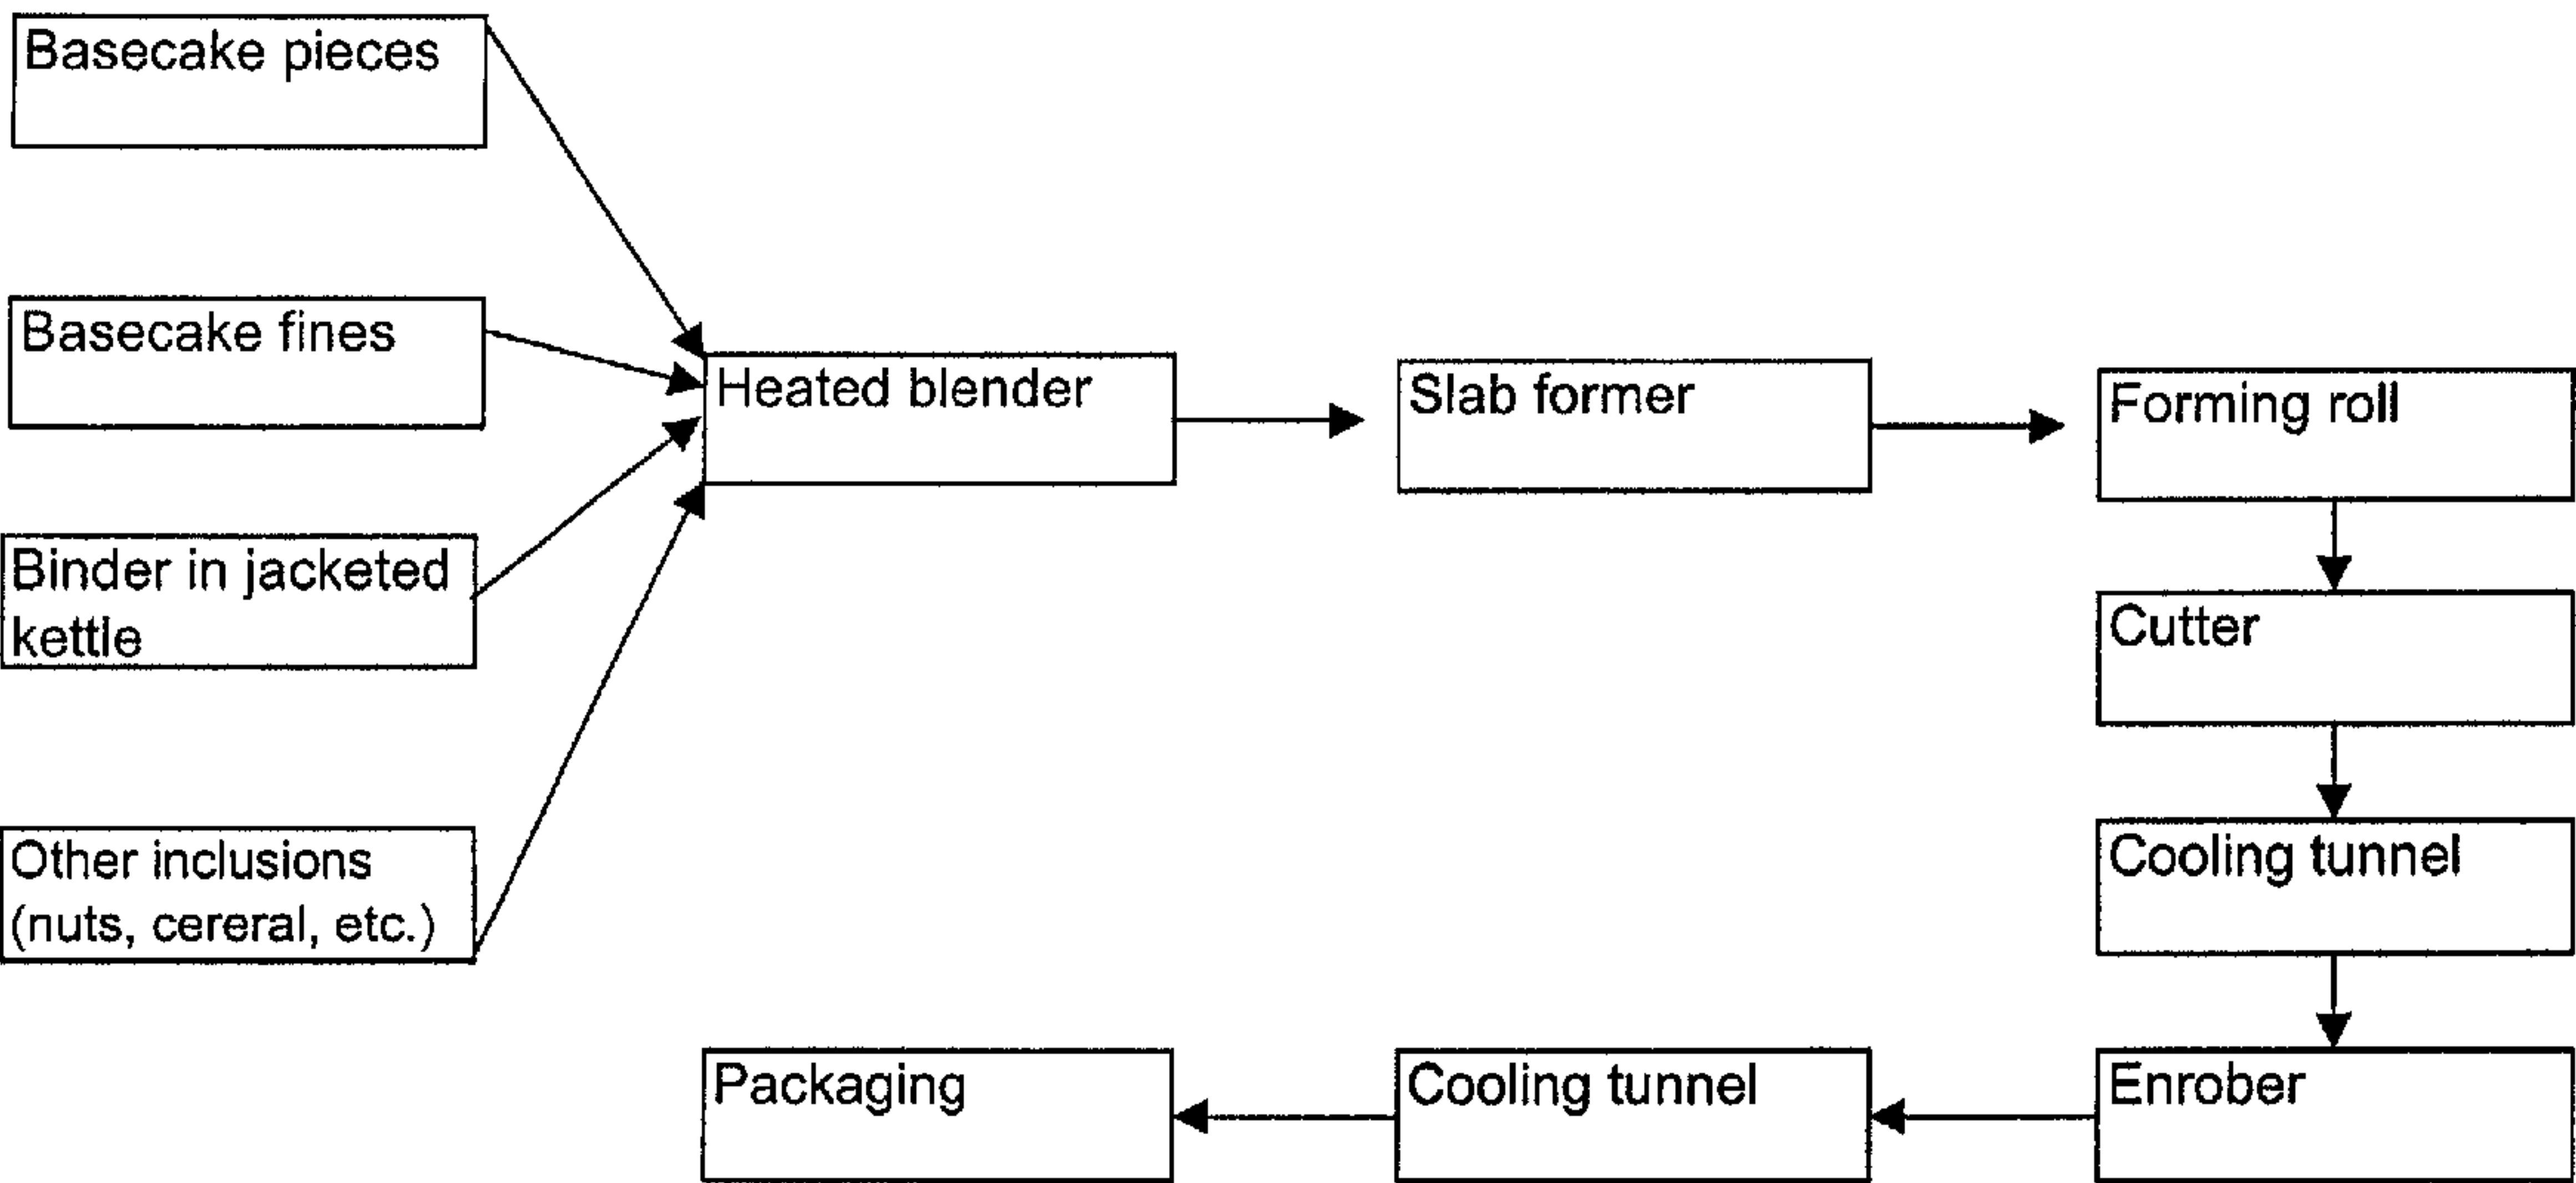 Basecake pieces
Basecake fines
Binder in jacketed
kettle
Other inclusions
(nuts, cereral, etc.)
Heated blender
Slab former
Forming roll
Cutter
Cooling tunnel
Enrober
Cooling tunnel
Packaging